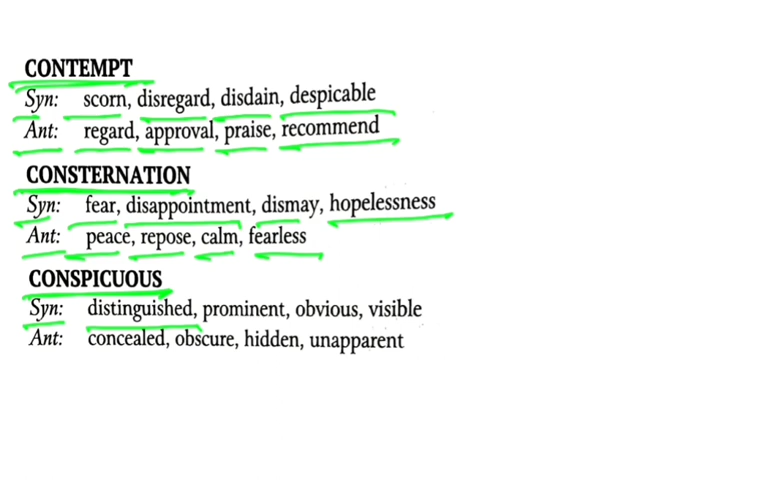 CONTEMPT
Syn: scorn, disregard, disdain, despicable
Ant: regard, approval, praise, recommend
CONSTERNATION
Syn: fear, disappointment, dismay, hopelessness
Ant: peace, repose, calm, fearless
CONSPICUOUS
Syn: distinguished, prominent, obvious, visible
Ant: concealed, obscure, hidden, unapparent